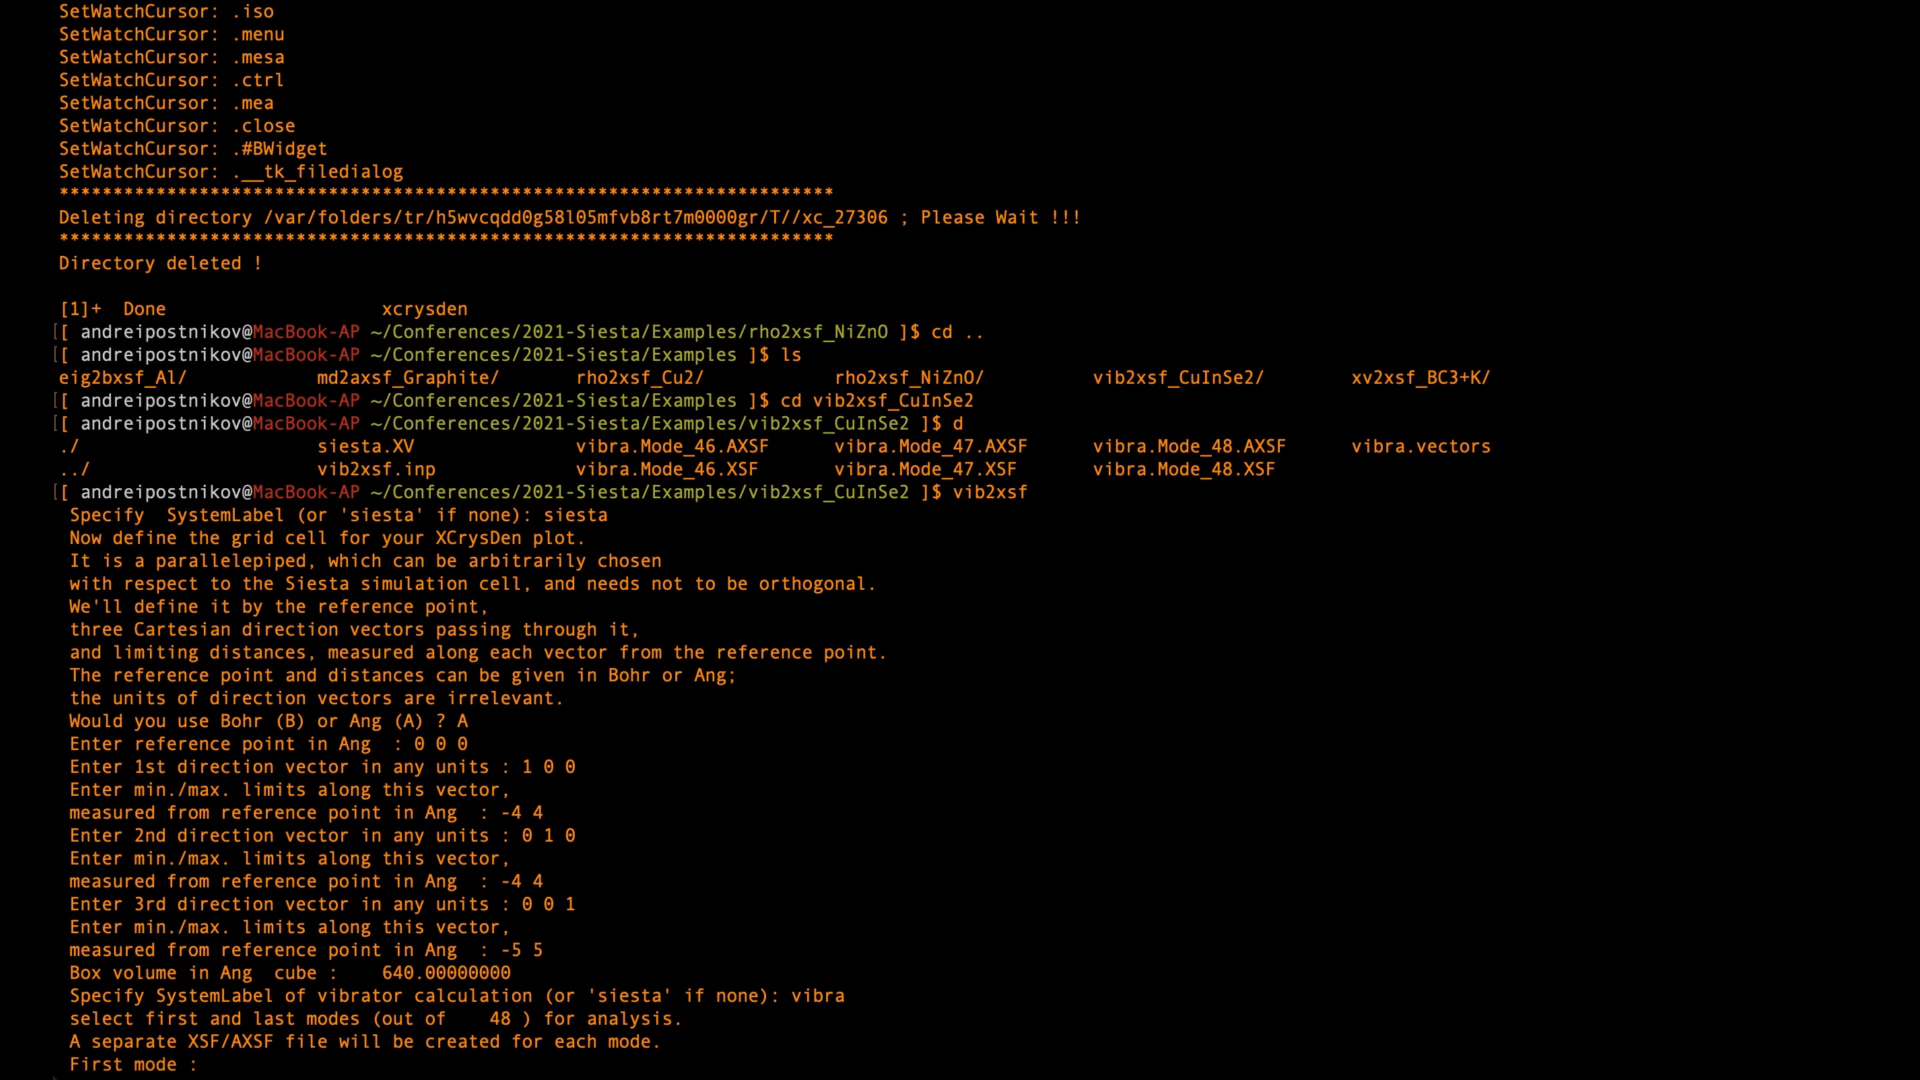 SetWatchCursor: .iso
SetWatchCursor: .menu
SetWatchCursor: .mesa
SetWatchCursor: .ctrl
SetWatchCursor: .mea
SetWatchCursor: .close
SetWatchCursor: .#BWidget
SetWatchCursor: .__tk_filedialog
************************************************************************
Deleting directory /var/folders/tr/h5wvcqdd0g58l05mfvb8rt7m0000gr/T//xc_27306 ; Please Wait !!!
************************************************************************
Directory deleted !
[1]+  Done                    xcrysden
[[ andreipostnikov@MacBook-AP ~/Conferences/2021-Siesta/Examples/rho2xsf_NiZnO ]$ cd ..
[[ andreipostnikov@MacBook-AP ~/Conferences/2021-Siesta/Examples ]$ ls
eig2bxsf_Al/            md2axsf_Graphite/       rho2xsf_Cu2/            rho2xsf_NiZnO/          vib2xsf_CuInSe2/        xv2xsf_BC3+K/
[[ andreipostnikov@MacBook-AP ~/Conferences/2021-Siesta/Examples ]$ cd vib2xsf_CuInSe2
[[ andreipostnikov@MacBook-AP ~/Conferences/2021-Siesta/Examples/vib2xsf_CuInSe2 ]$ d
./                      siesta.XV               vibra.Mode_46.AXSF      vibra.Mode_47.AXSF      vibra.Mode_48.AXSF      vibra.vectors
../                     vib2xsf.inp             vibra.Mode_46.XSF       vibra.Mode_47.XSF       vibra.Mode_48.XSF
[[ andreipostnikov@MacBook-AP ~/Conferences/2021-Siesta/Examples/vib2xsf_CuInSe2 ]$ vib2xsf
Specify  SystemLabel (or 'siesta' if none): siesta
Now define the grid cell for your XCrysDen plot.
It is a parallelepiped, which can be arbitrarily chosen
with respect to the Siesta simulation cell, and needs not to be orthogonal.
We'll define it by the reference point,
three Cartesian direction vectors passing through it,
and limiting distances, measured along each vector from the reference point.
The reference point and distances can be given in Bohr or Ang;
the units of direction vectors are irrelevant.
Would you use Bohr (B) or Ang (A) ? A
Enter reference point in Ang  : 0 0 0
Enter 1st direction vector in any units : 1 0 0
Enter min./max. limits along this vector,
measured from reference point in Ang  : -4 4
Enter 2nd direction vector in any units : 0 1 0
Enter min./max. limits along this vector,
measured from reference point in Ang  : -4 4
Enter 3rd direction vector in any units : 0 0 1
Enter min./max. limits along this vector,
measured from reference point in Ang  : -5 5
Box volume in Ang  cube :    640.00000000
Specify SystemLabel of vibrator calculation (or 'siesta' if none): vibra
select first and last modes (out of    48 ) for analysis.
A separate XSF/AXSF file will be created for each mode.
First mode :